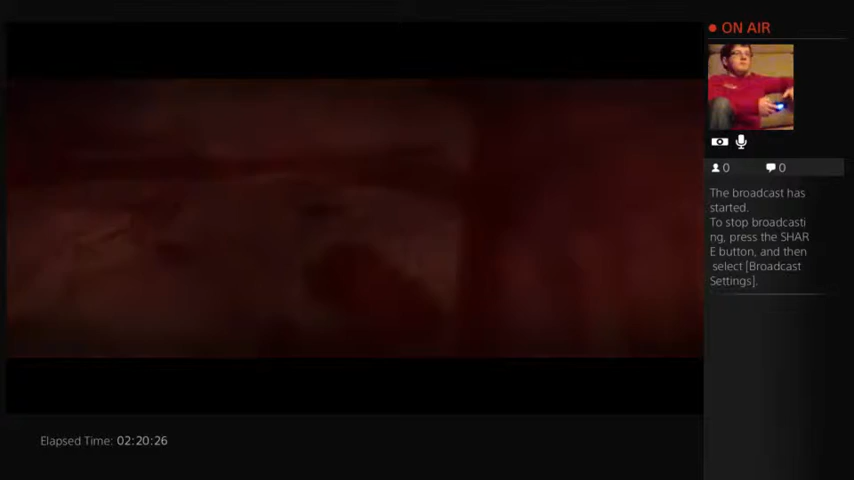 ON AIR
0 0
The broadcast has
started.
To stop broadcasti
ng, press the SHAR
E button, and then
select [Broadcast
Settings].
Elapsed Time: 02:20:26